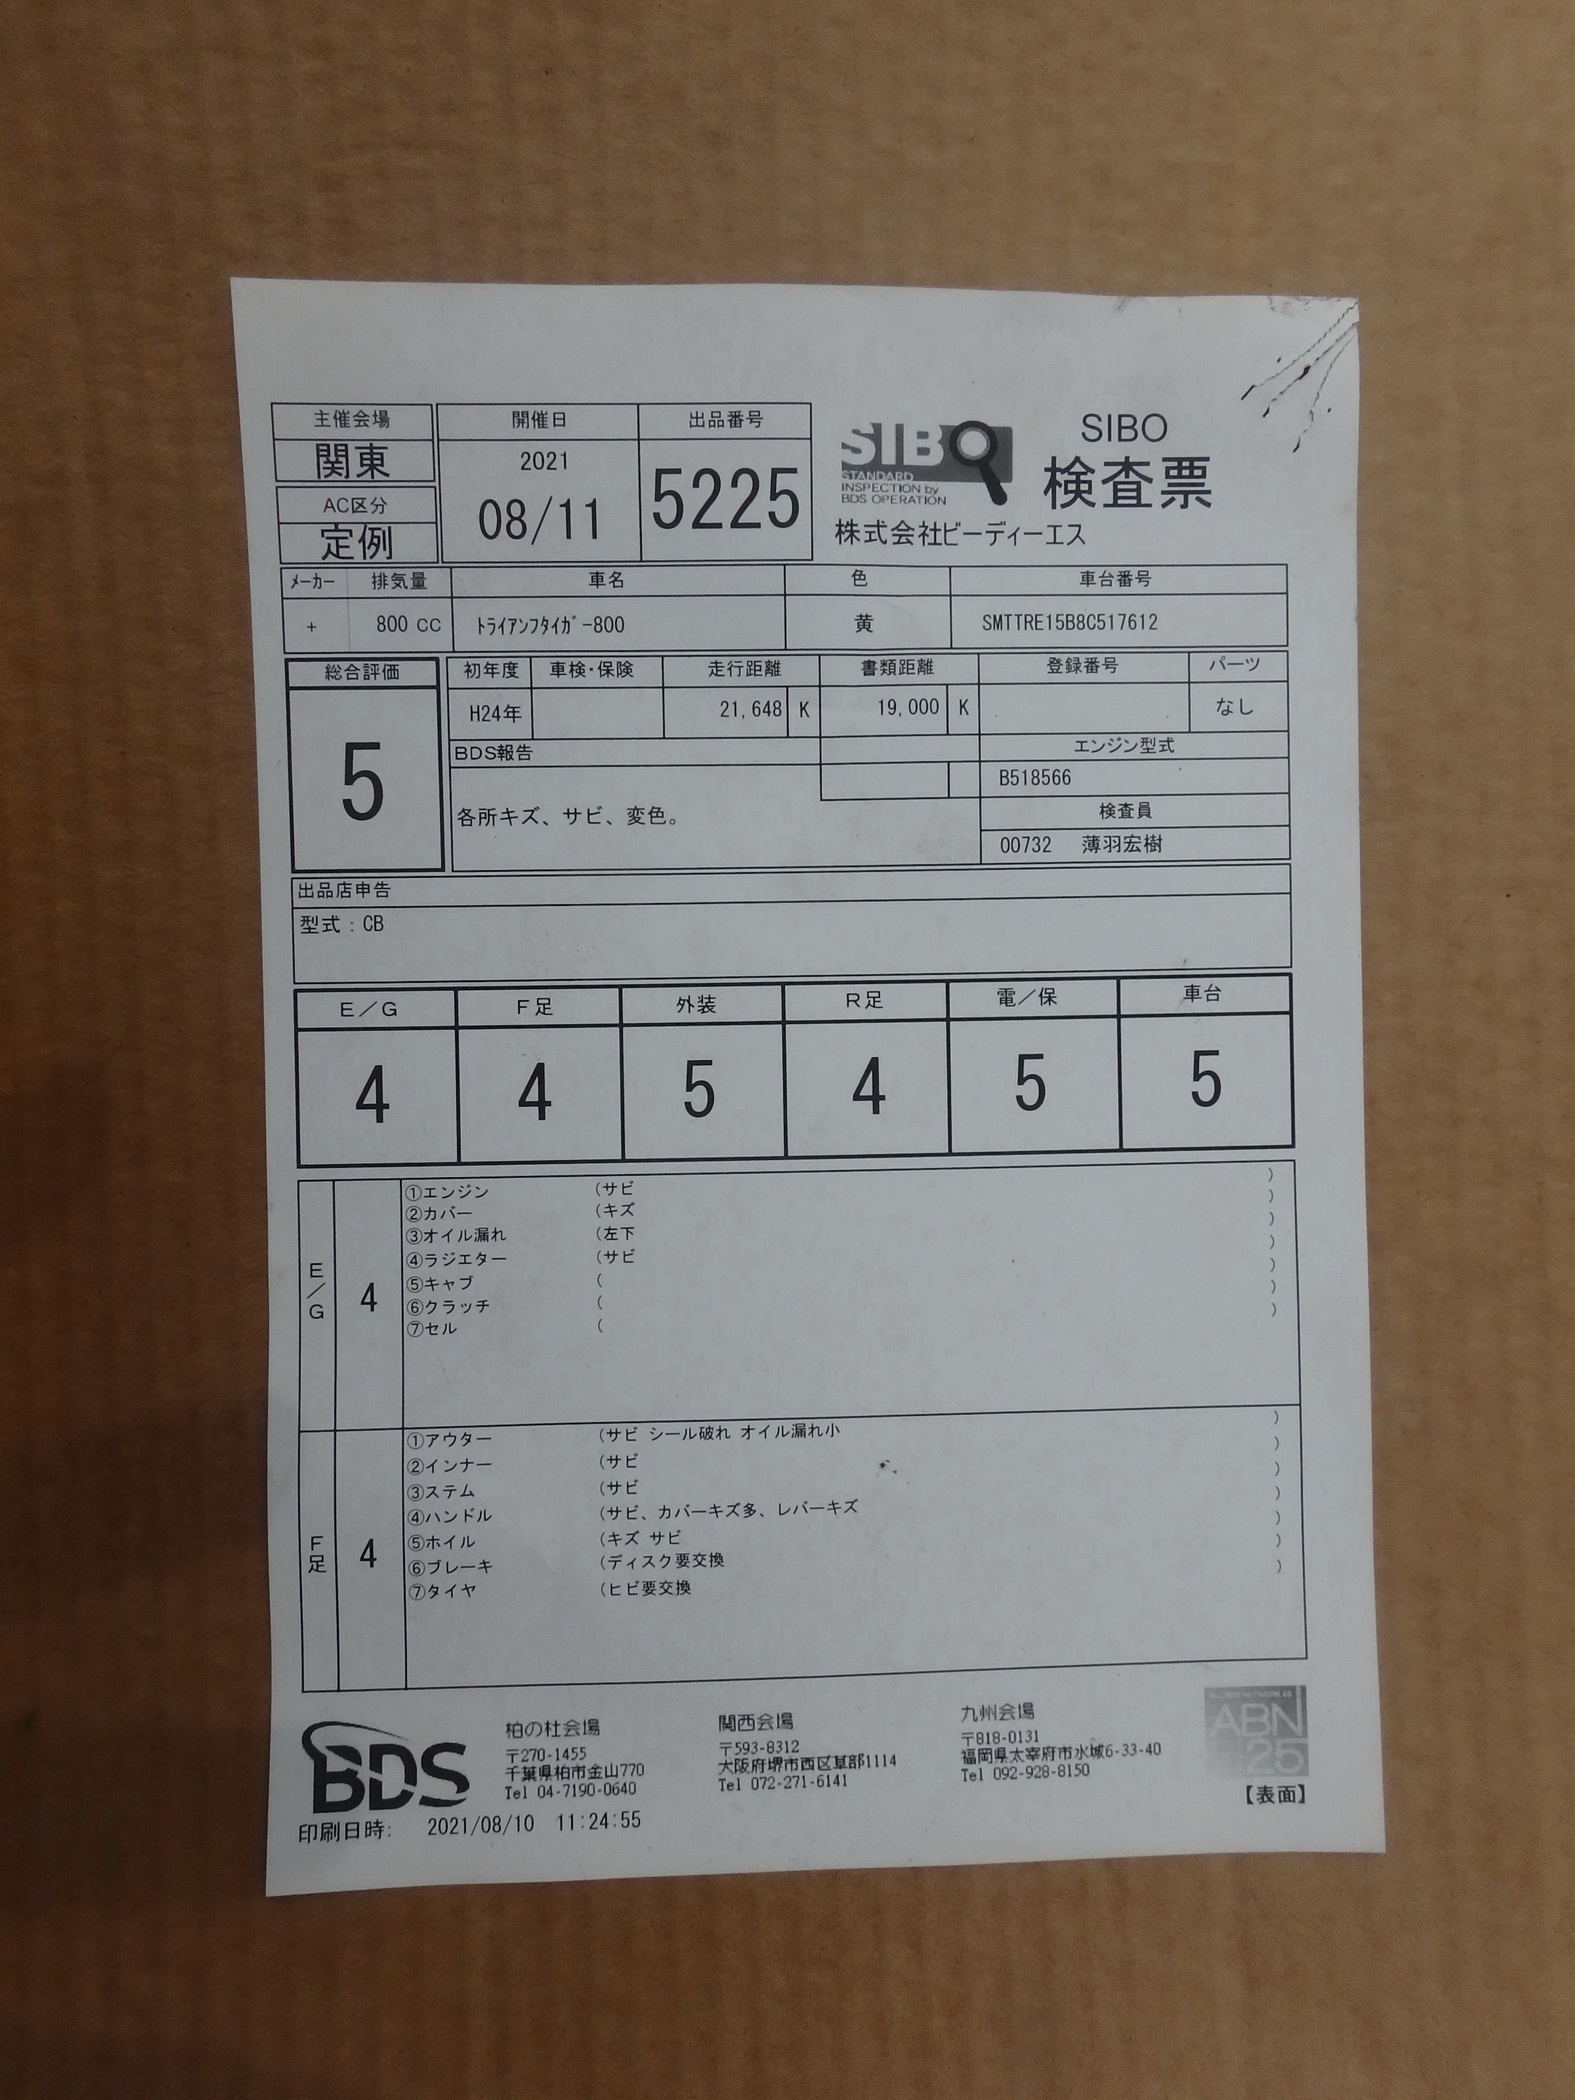 主催会場 開催日 出品番号
関東 2021 08/11 5225
AC区分
定例
SIBO
STANDARD
INSPECTION by
BDS OPERATION
SIBO
検査票
株式会社ビーディーエス
ﾒｰｶｰ 排気量 車名 色 車台番号
+ 800 CC ﾄﾗｲｱﾝﾌﾀｲｶﾞｰ800 黄 SMTTRE15B8C517612
総合評価 初年度 車検・保険 走行距離 書類距離 登録番号 パーツ
5 H24年 21,648 K 19,000 K なし
BDS報告 エンジン型式
B518566
各所キズ、サビ、変色。 検査員
00732 薄羽宏樹
出品店申告
型式：CB
E／G F足 外装 R足 電／保 車台
4 4 5 4 5 5
E／G 4
①エンジン (サビ )
②カバー (キズ )
③オイル漏れ (左下 )
④ラジエター (サビ )
⑤キャブ ( )
⑥クラッチ ( )
⑦セル ( )
F足 4
①アウター (サビ シール破れ オイル漏れ小 )
②インナー (サビ )
③ステム (サビ )
④ハンドル (サビ、カバーキズ多、レバーキズ )
⑤ホイル (キズ サビ )
⑥ブレーキ (ディスク要交換 )
⑦タイヤ (ヒビ要交換 )
BDS
柏の杜会場
〒270-1455
千葉県柏市金山770
Tel 04-7190-0640
関西会場
〒593-8312
大阪府堺市西区草部1114
Tel 072-271-6141
九州会場
〒818-0131
福岡県太宰府市水城6-33-40
Tel 092-928-8150
ABN
25
【表面】
印刷日時: 2021/08/10 11:24:55